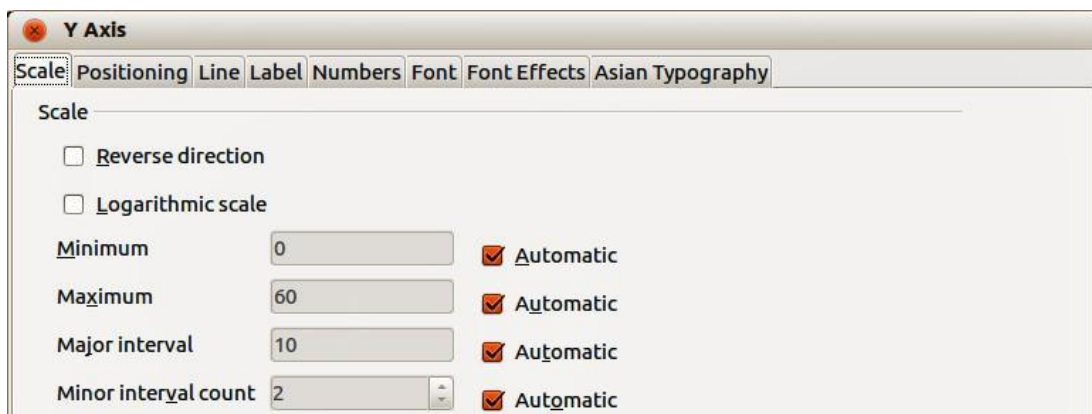 Y Axis
Scale Positioning Line Label Numbers Font Font Effects Asian Typography
Scale
Reverse direction
Logarithmic scale
Minimum 0 Automatic
Maximum 60 Automatic
Major interval 10 Automatic
Minor interval count 2 Automatic